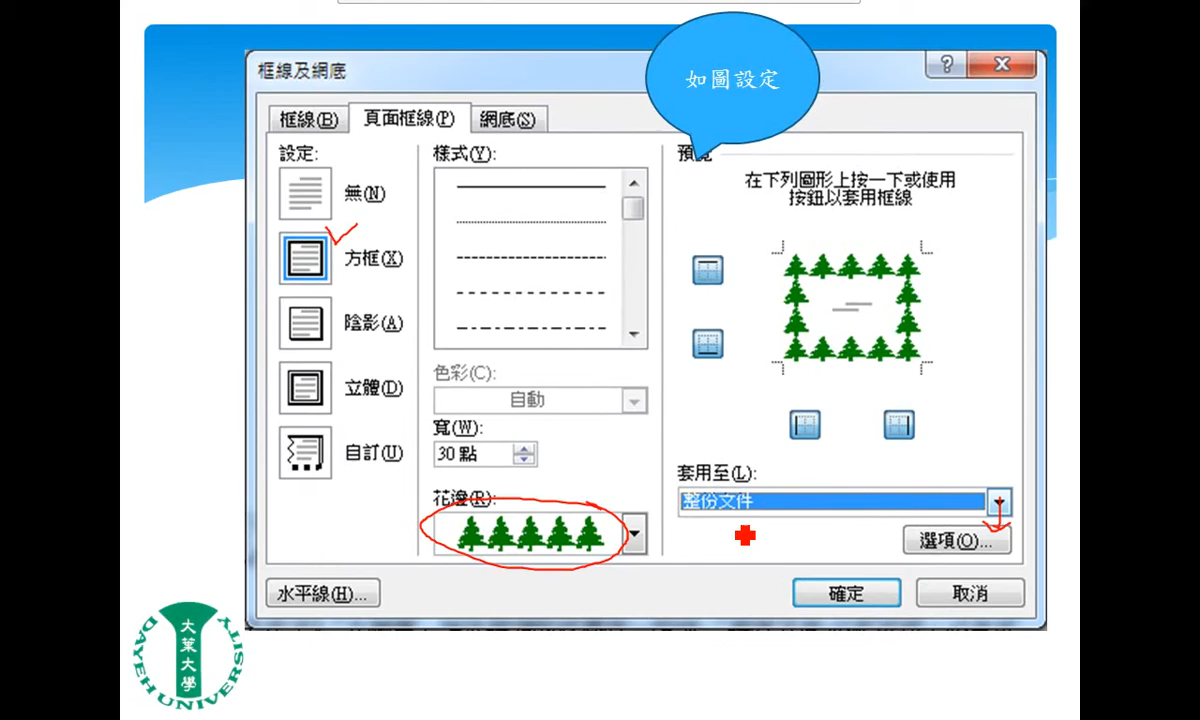 如圖設定
框線及網底
框線(B)
頁面框線(P)
網底(S)
設定:
無(N)
方框(X)
陰影(A)
立體(D)
自訂(U)
樣式(Y):
色彩(C):
自動
寬(W):
30 點
花邊(R):
預覽
在下列圖形上按一下或使用
按鈕以套用框線
套用至(L):
整份文件
選項(O)...
水平線(H)...
確定
取消
大葉大學
DAYEH UNIVERSITY